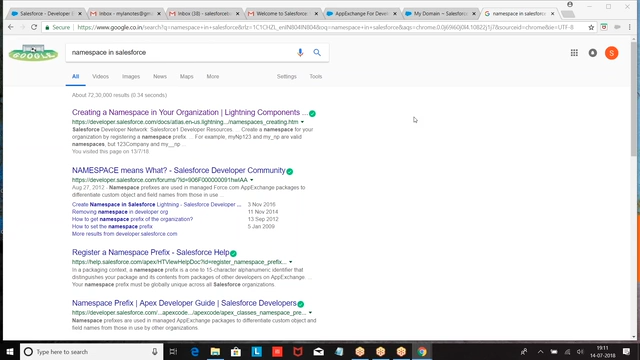 Salesforce - Developer E
Gmail
Inbox (38) - salesforce
Welcome to Salesforce
AppExchange For Devel
My Domain – Salesforce
namespace in salesforce
Secure
https://www.google.co.in/search?q=namespace+in+salesforce
namespace in salesforce
All Videos Images News Maps More Settings Tools
About 72,30,000 results (0.34 seconds)
Creating a Namespace in Your Organization | Lightning Components ...
https://developer.salesforce.com/docs/atlas.en-us.lightning.../namespaces_creating.htm
Salesforce Developer Network: Salesforce1 Developer Resources ... Create a namespace for your
organization by registering a namespace prefix. ... For example, myNp123 and my_np are valid
namespaces, but 123Company and my__np ...
You visited this page on 13/7/18.
NAMESPACE means What? - Salesforce Developer Community
https://developer.salesforce.com/forums/?id=906F00000091hwIAA
Aug 27, 2012 - Namespace prefixes are used in managed Force.com AppExchange packages to
differentiate custom object and field names from those in use ...
Create Namespace in Salesforce Lightning - Salesforce Developer ... 3 Nov 2016
Removing namespace in developer org 11 Nov 2014
How to get namespace prefix of the organization? 13 Sep 2012
How to set the namespace prefix 5 Jan 2009
More results from developer.salesforce.com
Register a Namespace Prefix - Salesforce Help
https://help.salesforce.com/apex/HTViewHelpDoc?id=register_namespace_prefix...
In a packaging context, a namespace prefix is a one to 15-character alphanumeric identifier that
distinguishes your package and its contents from packages of other developers on AppExchange.
Your namespace prefix must be globally unique across all Salesforce organizations.
Namespace Prefix | Apex Developer Guide | Salesforce Developers
https://developer.salesforce.com/...apexcode.../apexcode/apex_classes_namespace_pre...
Namespace prefixes are used in managed AppExchange packages to differentiate custom object and
field names from those in use by other organizations.
Type here to search
19:11
14-07-2018